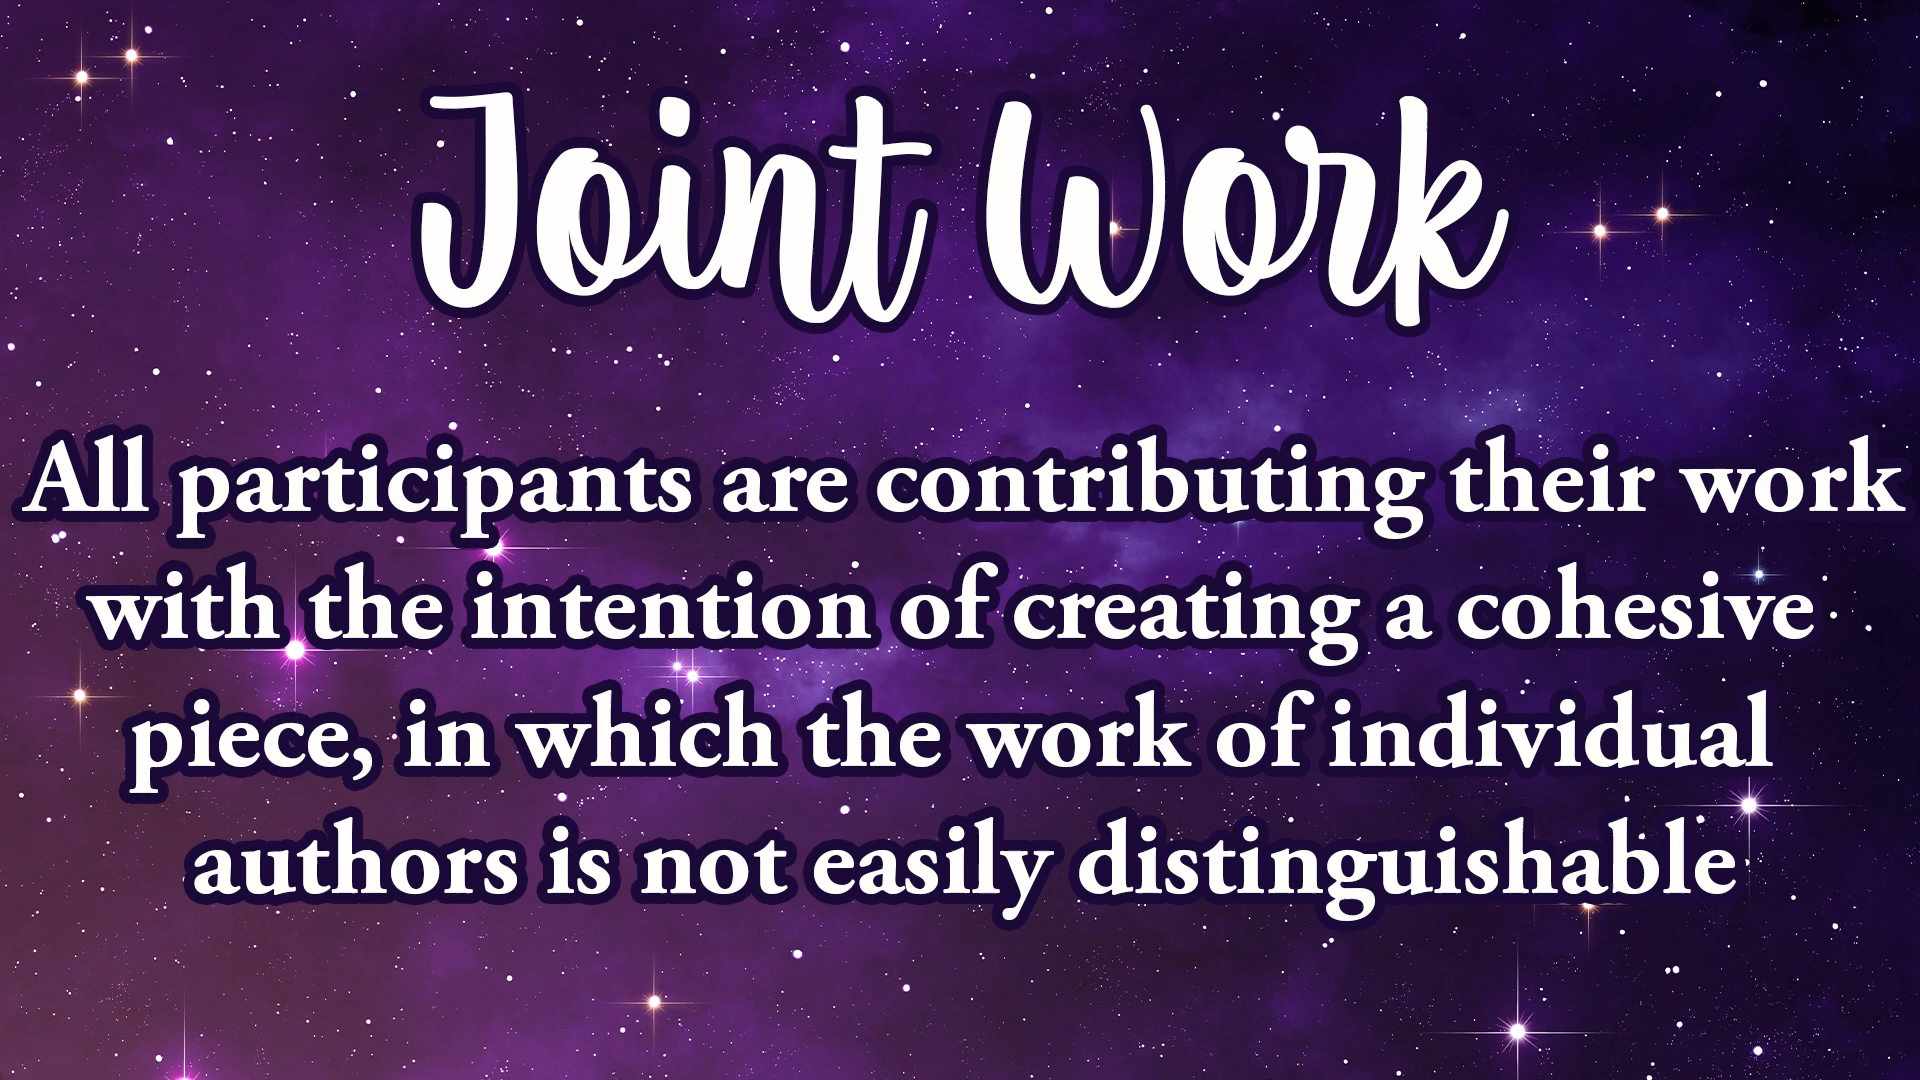 Joint Work
All participants are contributing their work
with the intention of creating a cohesive
piece, in which the work of individual
authors is not easily distinguishable